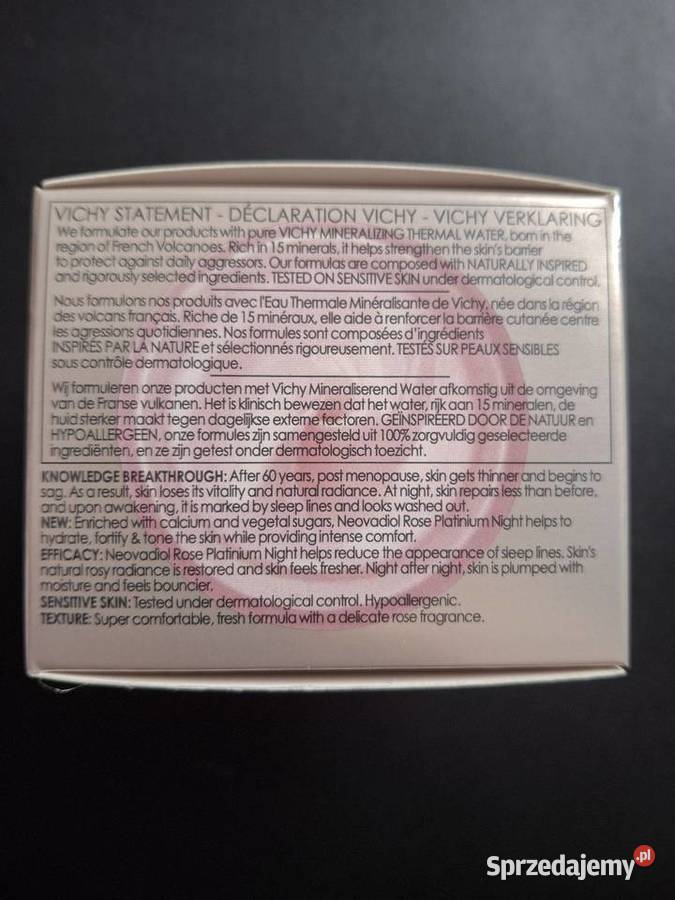 VICHY STATEMENT - DÉCLARATION VICHY - VICHY VERKLARING
We formulate our products with pure VICHY MINERALIZING THERMAL WATER, born in the
region of French Volcanoes. Rich in 15 minerals, it helps strengthen the skin's barrier
to protect against daily aggressors. Our formulas are composed with NATURALLY INSPIRED
and rigorously selected ingredients. TESTED ON SENSITIVE SKIN under dermatological control.
Nous formulons nos produits avec l'Eau Thermale Minéralisante de Vichy, née dans la région
des volcans français. Riche de 15 minéraux, elle aide à renforcer la barrière cutanée centre
les agressions quotidiennes. Nos formules sont composées d'ingrédients
INSPIRÉS PAR LA NATURE et sélectionnés rigoureusement. TESTÉS SUR PEAUX SENSIBLES
sous contrôle dermatologique.
Wij formuleren onze producten met Vichy Mineraliserend Water afkomstig uit de omgeving
van de Franse vulkanen. Het is klinisch bewezen dat het water, rijk aan 15 mineralen, de
huid sterker maakt tegen dagelijkse externe factoren. GEÏNSPIREERD DOOR DE NATUUR en
HYPOALLERGEEN, onze formules zijn samengesteld uit 100% zorgvuldig geselecteerde
ingrediënten, en ze zijn getest onder dermatologisch toezicht.
KNOWLEDGE BREAKTHROUGH: After 60 years, post menopause, skin gets thinner and begins to
sag. As a result, skin loses its vitality and natural radiance. At night, skin repairs less than before,
and upon awakening, it is marked by sleep lines and looks washed out.
NEW: Enriched with calcium and vegetal sugars, Neovadiol Rose Platinium Night helps to
hydrate, fortify & tone the skin while providing intense comfort.
EFFICACY: Neovadiol Rose Platinium Night helps reduce the appearance of sleep lines. Skin's
natural rosy radiance is restored and skin feels fresher. Night after night, skin is plumped with
moisture and feels bouncier.
SENSITIVE SKIN: Tested under dermatological control. Hypoallergenic.
TEXTURE: Super comfortable, fresh formula with a delicate rose fragrance.
Sprzedajemy.pl